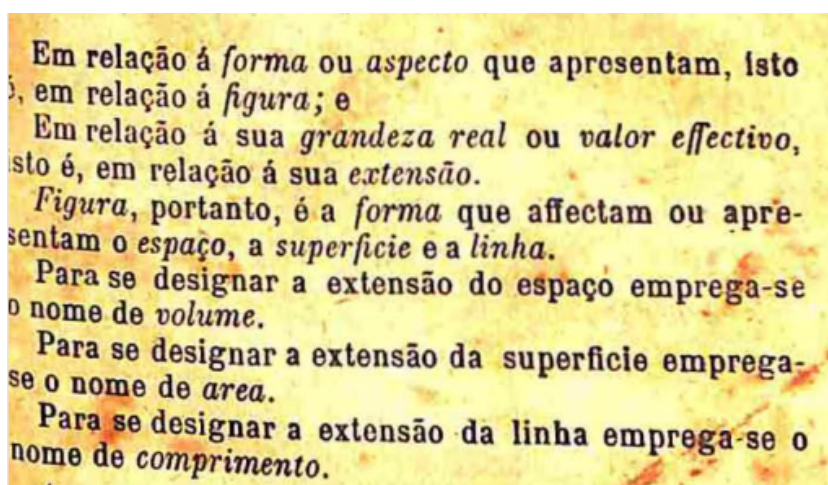 Em relação á forma ou aspecto que apresentam, isto
é, em relação á figura; e
Em relação á sua grandeza real ou valor effectivo,
isto é, em relação á sua extensão.
Figura, portanto, é a forma que affectam ou apre-
sentam o espaço, a superficie e a linha.
Para se designar a extensão do espaço emprega-se
o nome de volume.
Para se designar a extensão da superficie emprega-
se o nome de area.
Para se designar a extensão da linha emprega-se o
nome de comprimento.